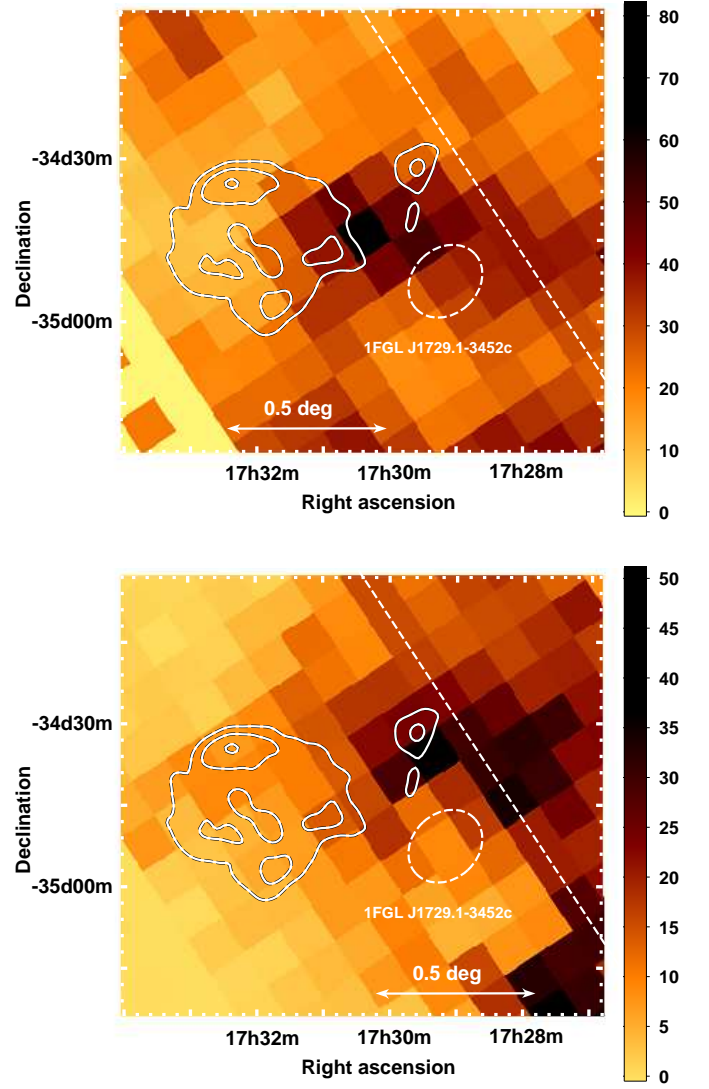 80
70
60
50
40
30
20
10
0
-34d30m
-35d00m
Declination
1FGL J1729.1-3452c
0.5 deg
17h32m 17h30m 17h28m
Right ascension
50
45
40
35
30
25
20
15
10
5
0
-34d30m
-35d00m
Declination
1FGL J1729.1-3452c
0.5 deg
17h32m 17h30m 17h28m
Right ascension